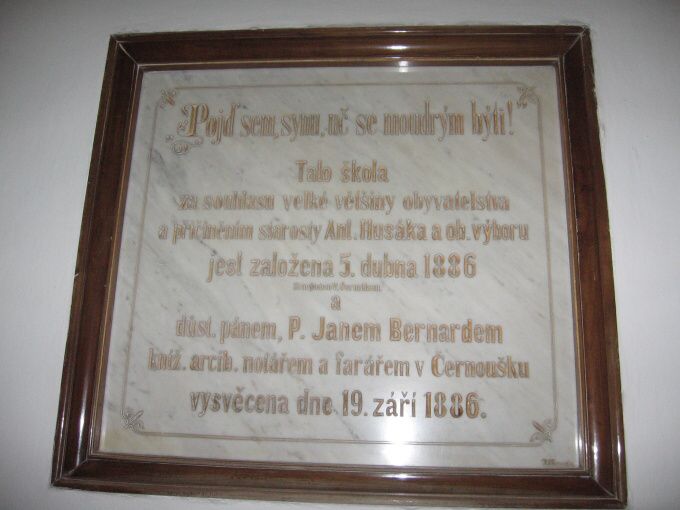 "Pojď sem, synu, uč se moudrým býti!"
Tato škola
za souhlasu velké většiny obyvatelstva
a přičiněním starosty Ant. Husáka a ob. výboru
jest založena 5. dubna 1886
a
důst. pánem, P. Janem Bernardem
kníž. arcib. notářem a farářem v Černoušku
vysvěcena dne 19. září 1886.